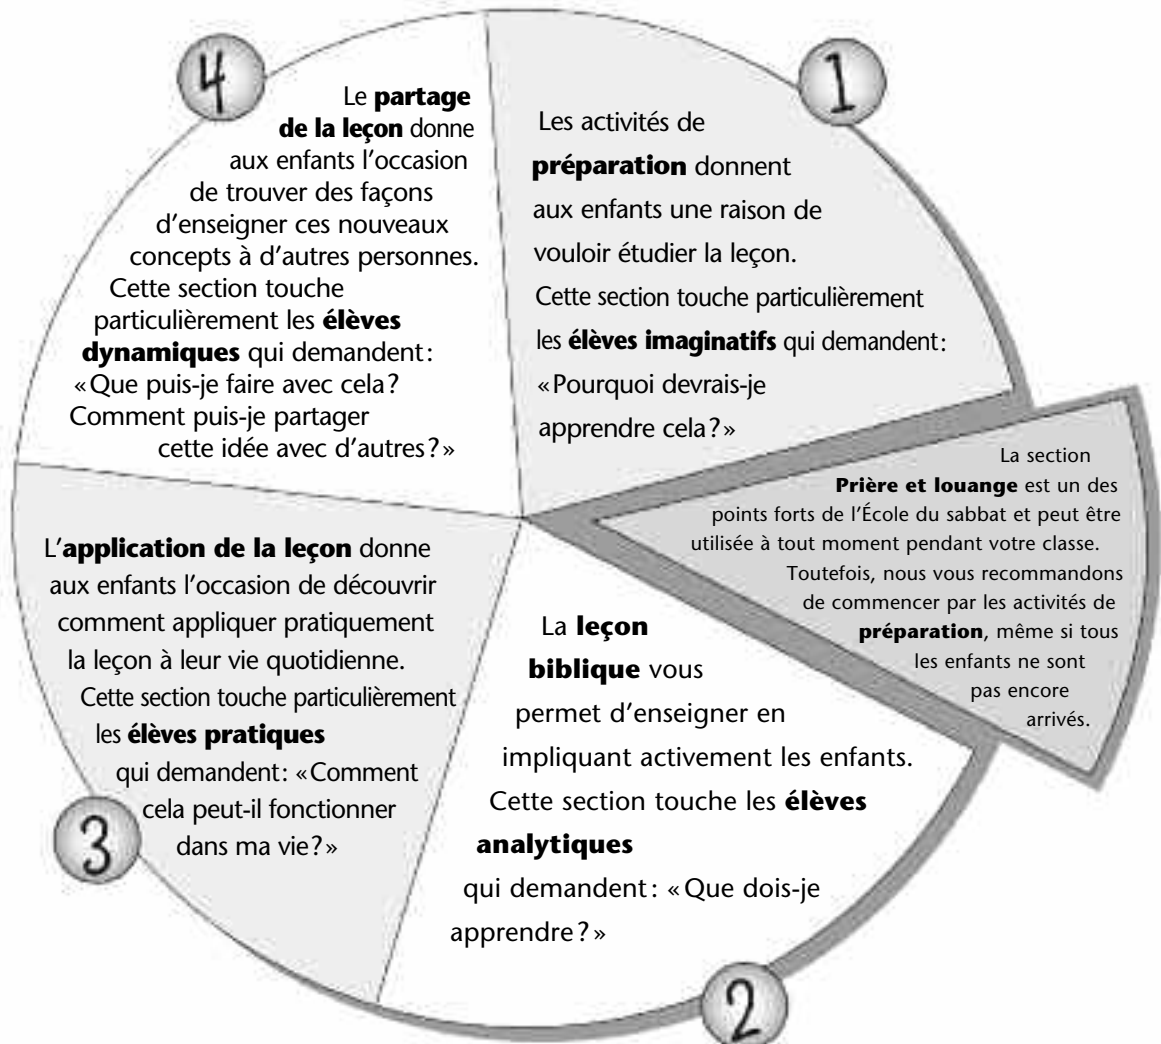 1
Les activités de
préparation donnent
aux enfants une raison de
vouloir étudier la leçon.
Cette section touche particulièrement
les élèves imaginatifs qui demandent:
«Pourquoi devrais-je
apprendre cela?»
La section
Prière et louange est un des
points forts de l'École du sabbat et peut être
utilisée à tout moment pendant votre classe.
Toutefois, nous vous recommandons
de commencer par les activités de
préparation, même si tous
les enfants ne sont
pas encore
arrivés.
2
La leçon
biblique vous
permet d'enseigner en
impliquant activement les enfants.
Cette section touche les élèves
analytiques
qui demandent: «Que dois-je
apprendre?»
3
L'application de la leçon donne
aux enfants l'occasion de découvrir
comment appliquer pratiquement
la leçon à leur vie quotidienne.
Cette section touche particulièrement
les élèves pratiques
qui demandent: «Comment
cela peut-il fonctionner
dans ma vie?»
4
Le partage
de la leçon donne
aux enfants l'occasion
de trouver des façons
d'enseigner ces nouveaux
concepts à d'autres personnes.
Cette section touche
particulièrement les élèves
dynamiques qui demandent:
«Que puis-je faire avec cela?
Comment puis-je partager
cette idée avec d'autres?»